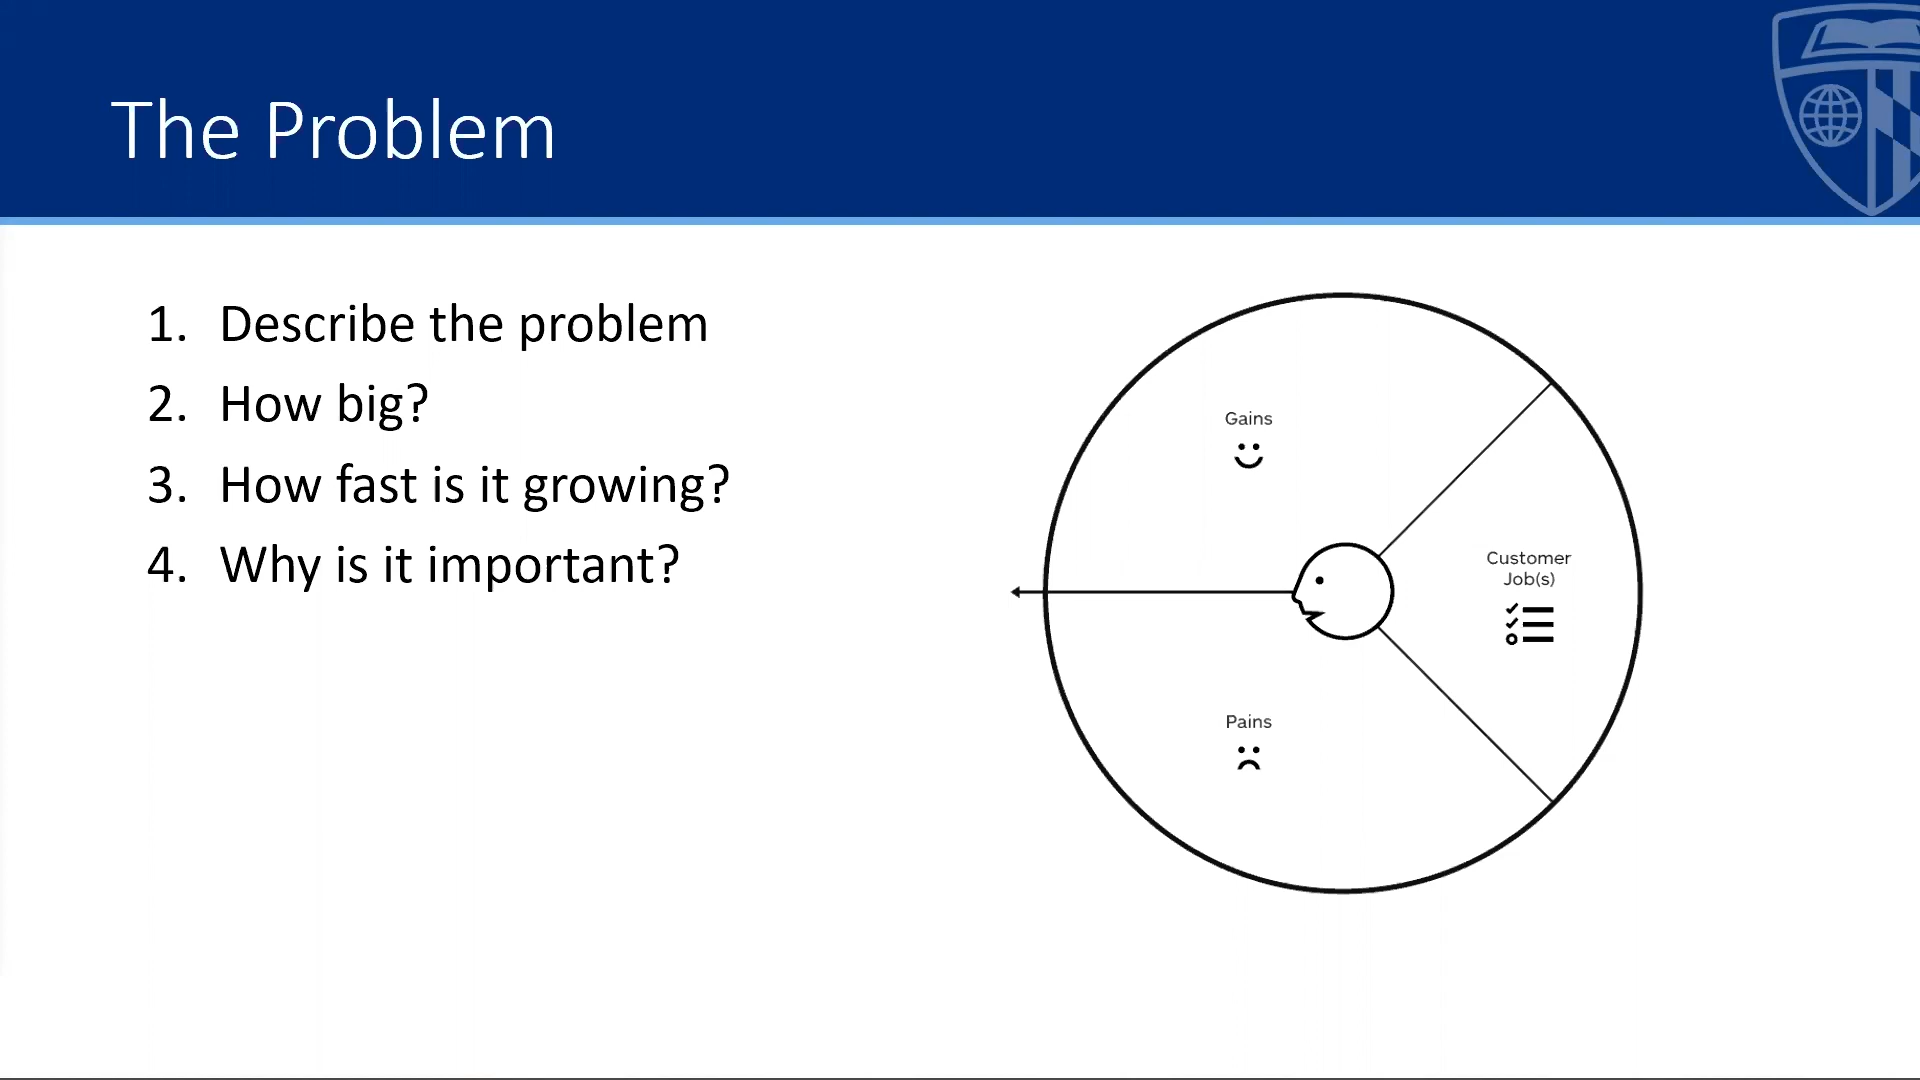 The Problem
1. Describe the problem
2. How big?
3. How fast is it growing?
4. Why is it important?
Gains
Customer
Job(s)
Pains